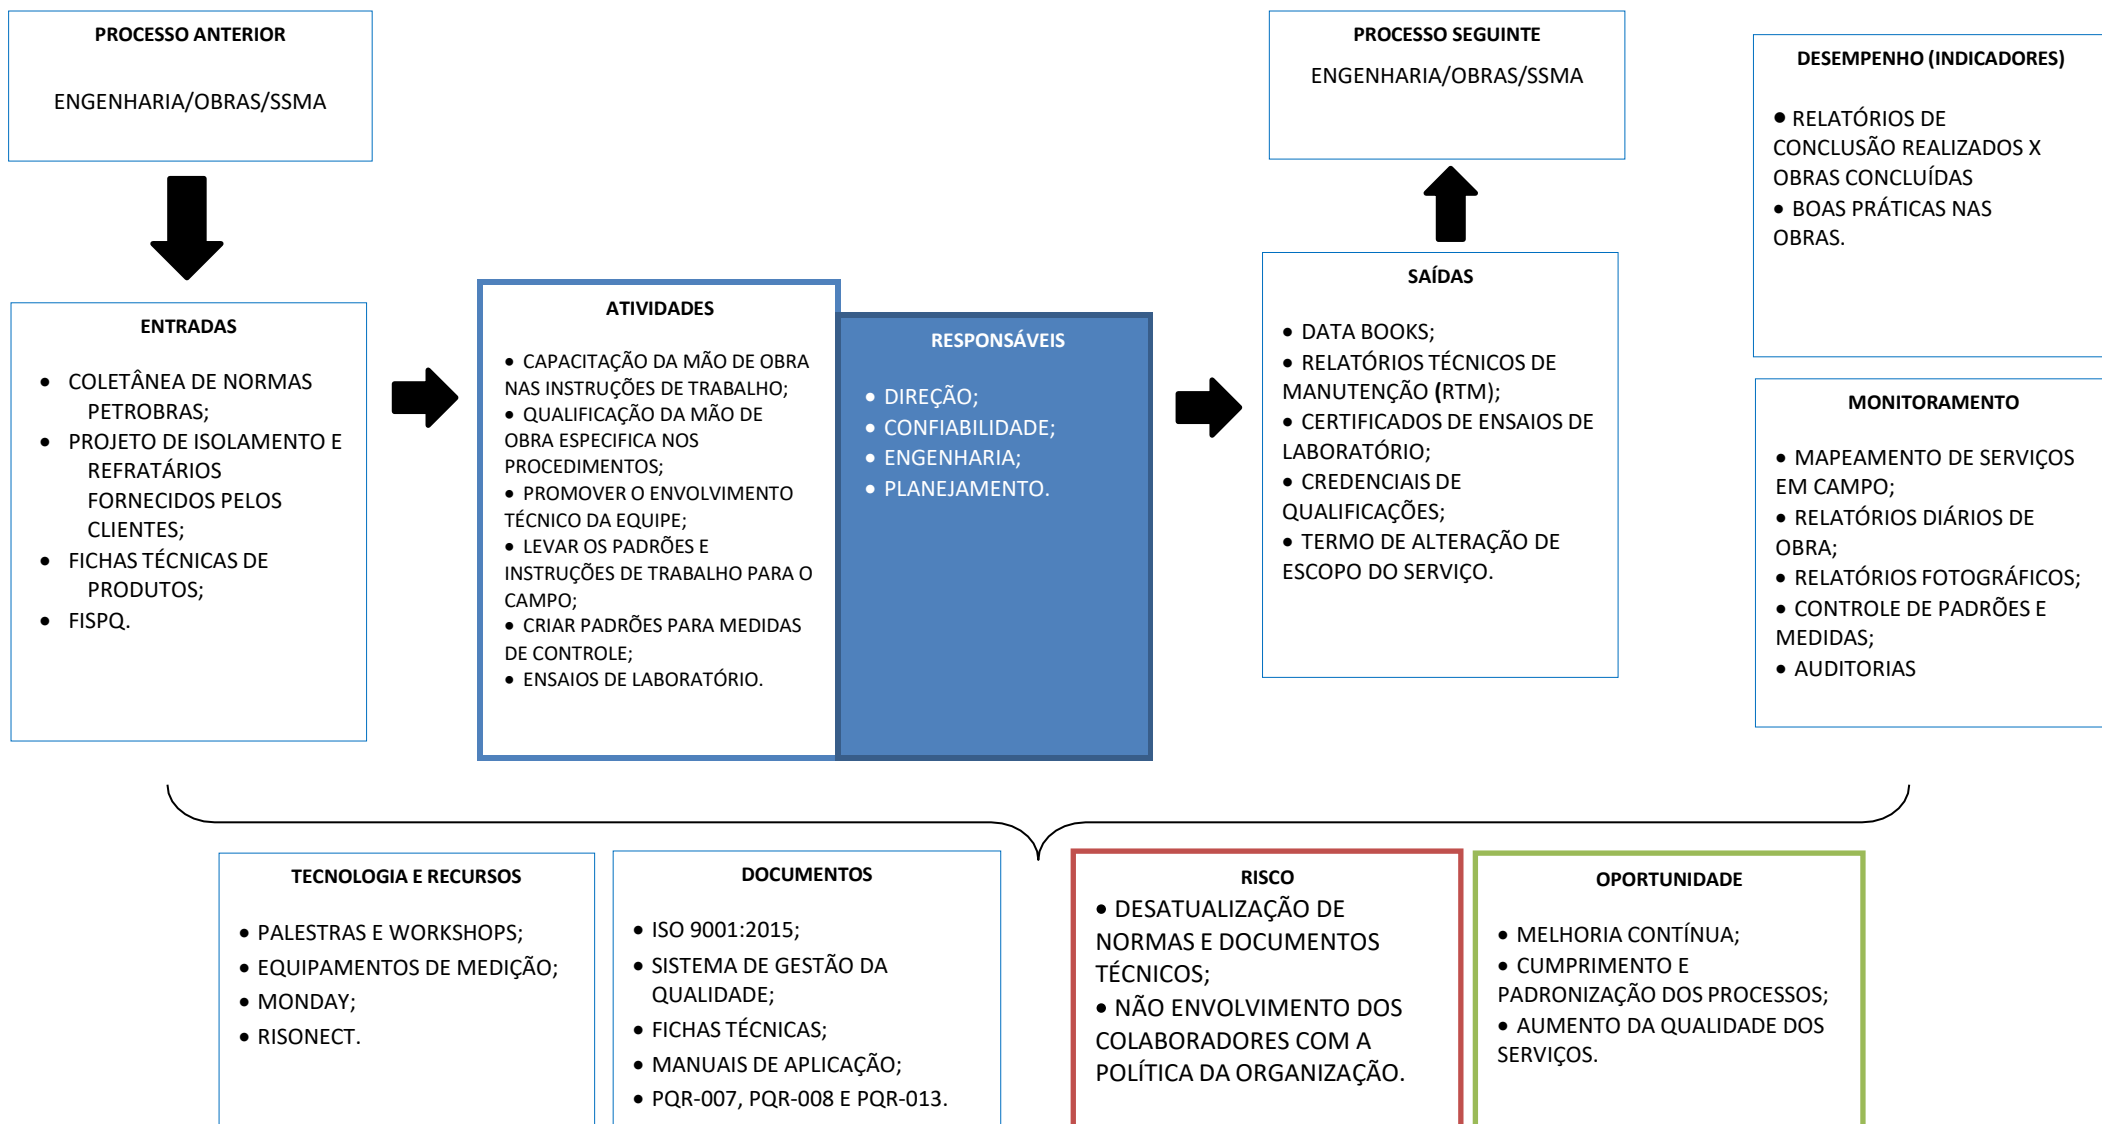 PROCESSO ANTERIOR
ENGENHARIA/OBRAS/SSMA
PROCESSO SEGUINTE
ENGENHARIA/OBRAS/SSMA
DESEMPENHO (INDICADORES)
• RELATÓRIOS DE
CONCLUSÃO REALIZADOS X
OBRAS CONCLUÍDAS
• BOAS PRÁTICAS NAS
OBRAS.
ENTRADAS
• COLETÂNEA DE NORMAS
PETROBRAS;
• PROJETO DE ISOLAMENTO E
REFRATÁRIOS
FORNECIDOS PELOS
CLIENTES;
• FICHAS TÉCNICAS DE
PRODUTOS;
• FISPQ.
ATIVIDADES
• CAPACITAÇÃO DA MÃO DE OBRA
NAS INSTRUÇÕES DE TRABALHO;
• QUALIFICAÇÃO DA MÃO DE
OBRA ESPECIFICA NOS
PROCEDIMENTOS;
• PROMOVER O ENVOLVIMENTO
TÉCNICO DA EQUIPE;
• LEVAR OS PADRÕES E
INSTRUÇÕES DE TRABALHO PARA O
CAMPO;
• CRIAR PADRÕES PARA MEDIDAS
DE CONTROLE;
• ENSAIOS DE LABORATÓRIO.
RESPONSÁVEIS
• DIREÇÃO;
• CONFIABILIDADE;
• ENGENHARIA;
• PLANEJAMENTO.
SAÍDAS
• DATA BOOKS;
• RELATÓRIOS TÉCNICOS DE
MANUTENÇÃO (RTM);
• CERTIFICADOS DE ENSAIOS DE
LABORATÓRIO;
• CREDENCIAIS DE
QUALIFICAÇÕES;
• TERMO DE ALTERAÇÃO DE
ESCOPO DO SERVIÇO.
MONITORAMENTO
• MAPEAMENTO DE SERVIÇOS
EM CAMPO;
• RELATÓRIOS DIÁRIOS DE
OBRA;
• RELATÓRIOS FOTOGRÁFICOS;
• CONTROLE DE PADRÕES E
MEDIDAS;
• AUDITORIAS
TECNOLOGIA E RECURSOS
• PALESTRAS E WORKSHOPS;
• EQUIPAMENTOS DE MEDIÇÃO;
• MONDAY;
• RISONECT.
DOCUMENTOS
• ISO 9001:2015;
• SISTEMA DE GESTÃO DA
QUALIDADE;
• FICHAS TÉCNICAS;
• MANUAIS DE APLICAÇÃO;
• PQR-007, PQR-008 E PQR-013.
RISCO
• DESATUALIZAÇÃO DE
NORMAS E DOCUMENTOS
TÉCNICOS;
• NÃO ENVOLVIMENTO DOS
COLABORADORES COM A
POLÍTICA DA ORGANIZAÇÃO.
OPORTUNIDADE
• MELHORIA CONTÍNUA;
• CUMPRIMENTO E
PADRONIZAÇÃO DOS PROCESSOS;
• AUMENTO DA QUALIDADE DOS
SERVIÇOS.